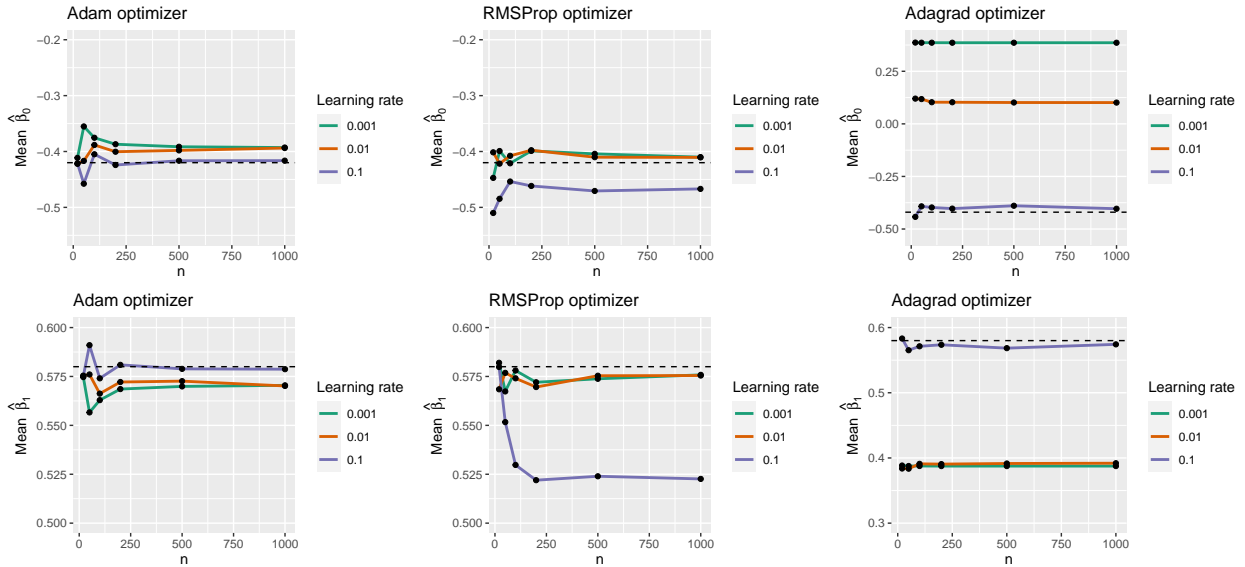 Adam optimizer
−0.2
−0.3
−0.4
−0.5
Mean β̂₀
0 250 500 750 1000
n
Learning rate
0.001
0.01
0.1
RMSProp optimizer
−0.2
−0.3
−0.4
−0.5
Mean β̂₀
0 250 500 750 1000
n
Learning rate
0.001
0.01
0.1
Adagrad optimizer
0.25
0.00
−0.25
−0.50
Mean β̂₀
0 250 500 750 1000
n
Learning rate
0.001
0.01
0.1
Adam optimizer
0.600
0.575
0.550
0.525
0.500
Mean β̂₁
0 250 500 750 1000
n
Learning rate
0.001
0.01
0.1
RMSProp optimizer
0.600
0.575
0.550
0.525
0.500
Mean β̂₁
0 250 500 750 1000
n
Learning rate
0.001
0.01
0.1
Adagrad optimizer
0.6
0.5
0.4
0.3
Mean β̂₁
0 250 500 750 1000
n
Learning rate
0.001
0.01
0.1